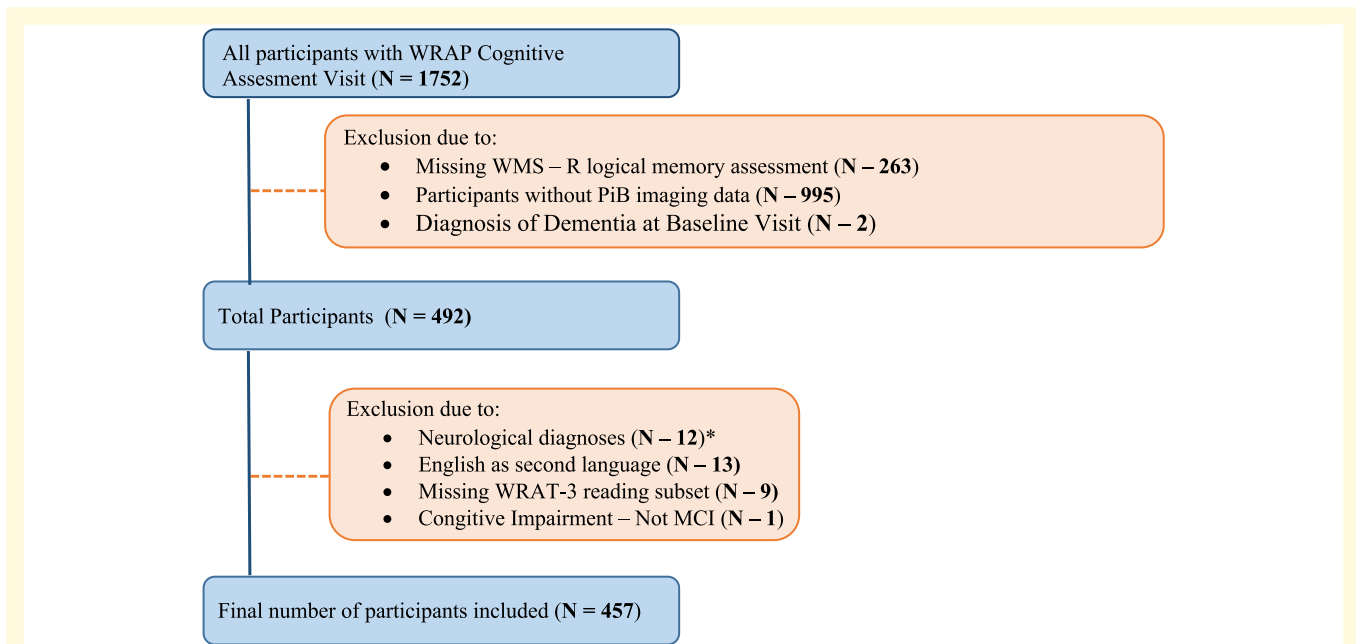 All participants with WRAP Cognitive
Assesment Visit (N = 1752)
Exclusion due to:
• Missing WMS – R logical memory assessment (N – 263)
• Participants without PiB imaging data (N – 995)
• Diagnosis of Dementia at Baseline Visit (N – 2)
Total Participants (N = 492)
Exclusion due to:
• Neurological diagnoses (N – 12)*
• English as second language (N – 13)
• Missing WRAT-3 reading subset (N – 9)
• Congitive Impairment – Not MCI (N – 1)
Final number of participants included (N = 457)